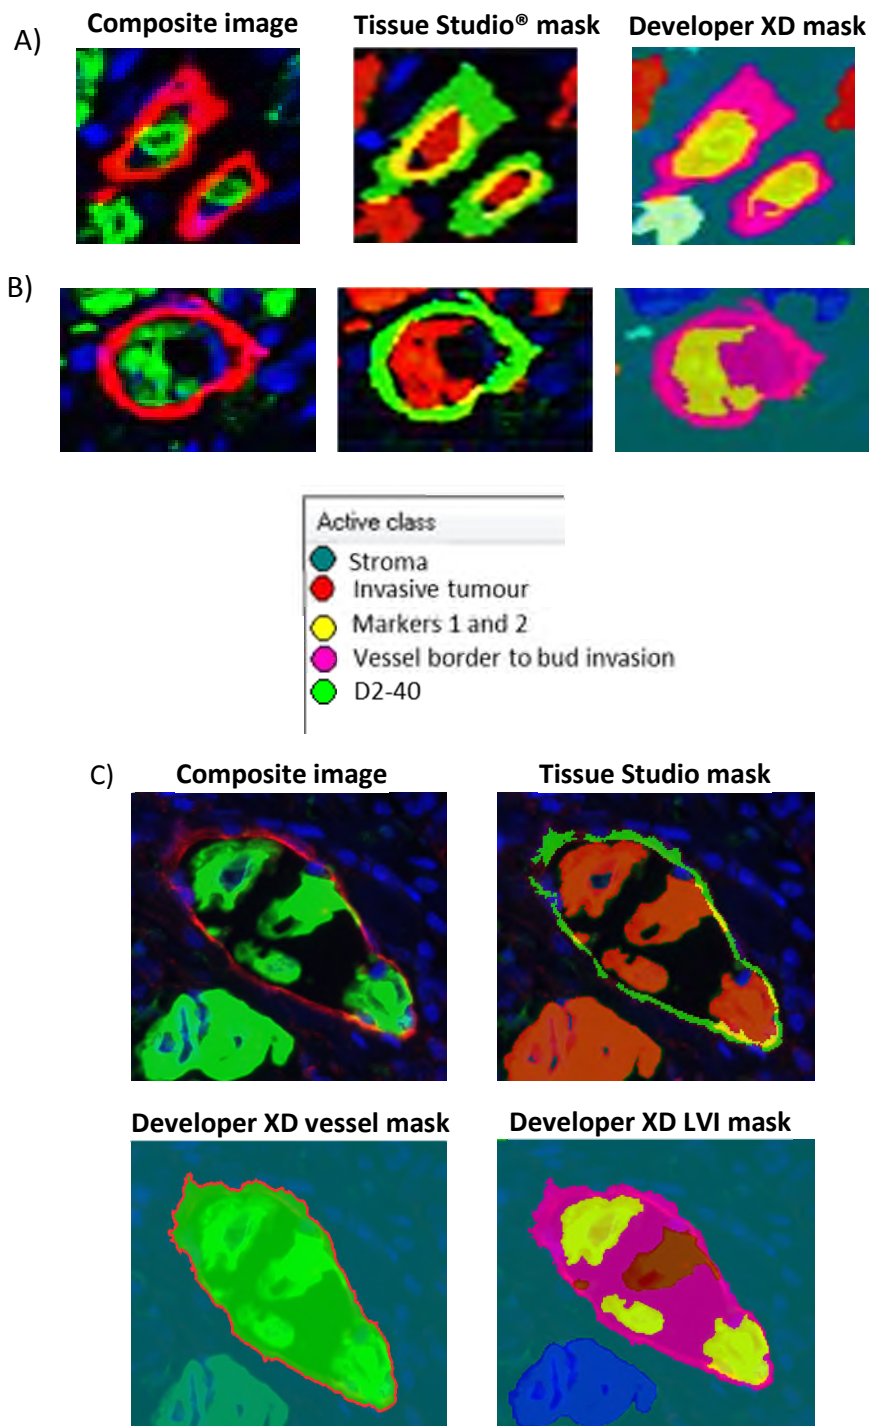 A)
Composite image Tissue Studio® mask Developer XD mask
B)
Active class
Stroma
Invasive tumour
Markers 1 and 2
Vessel border to bud invasion
D2-40
C)
Composite image Tissue Studio mask
Developer XD vessel mask Developer XD LVI mask